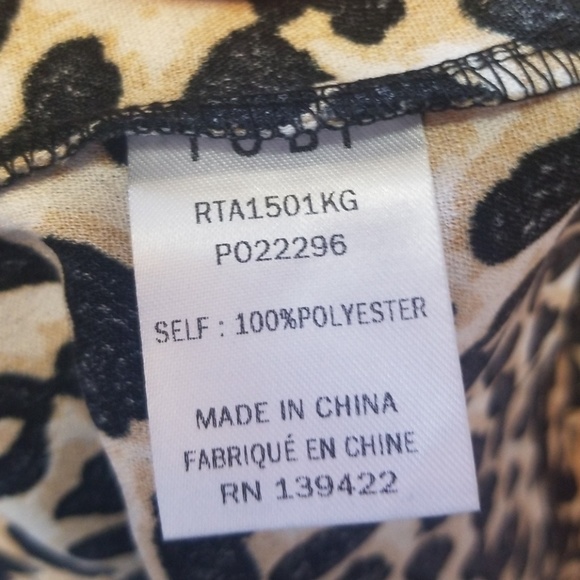 RTA1501KG
PO22296
SELF : 100%POLYESTER
MADE IN CHINA
FABRIQUÉ EN CHINE
RN 139422